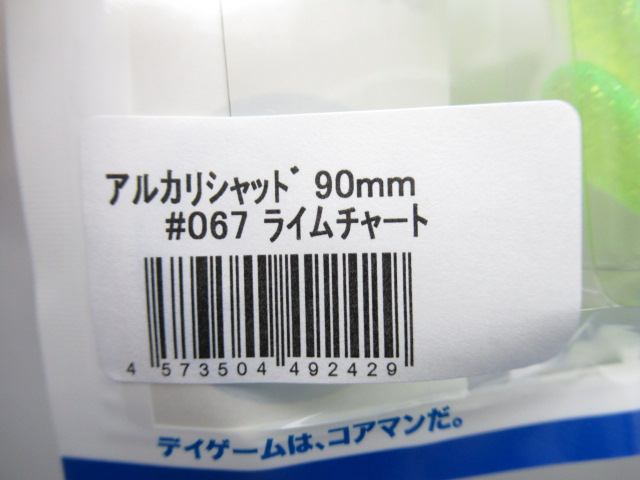 アルカリシャッド 90mm
#067 ライムチャート
4 573504 492429
デイゲームは、コアマンだ。